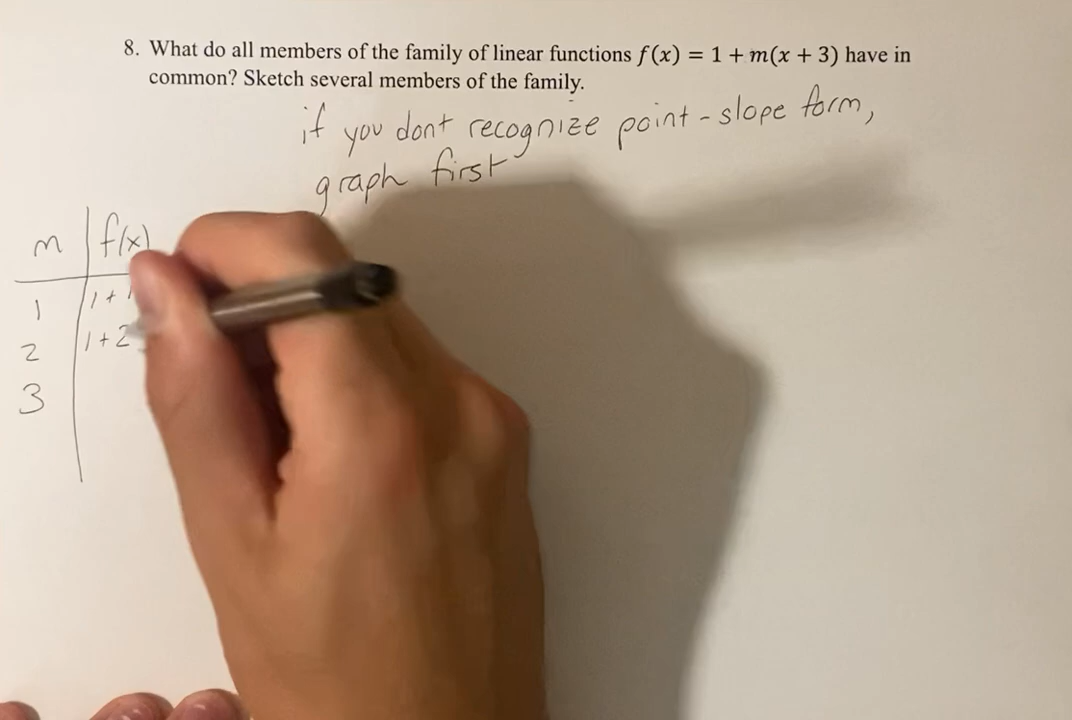 8. What do all members of the family of linear functions f(x) = 1 + m(x + 3) have in
common? Sketch several members of the family.
if you dont recognize point-slope form,
graph first
m f(x)
1 1 +
2 1 + 2
3